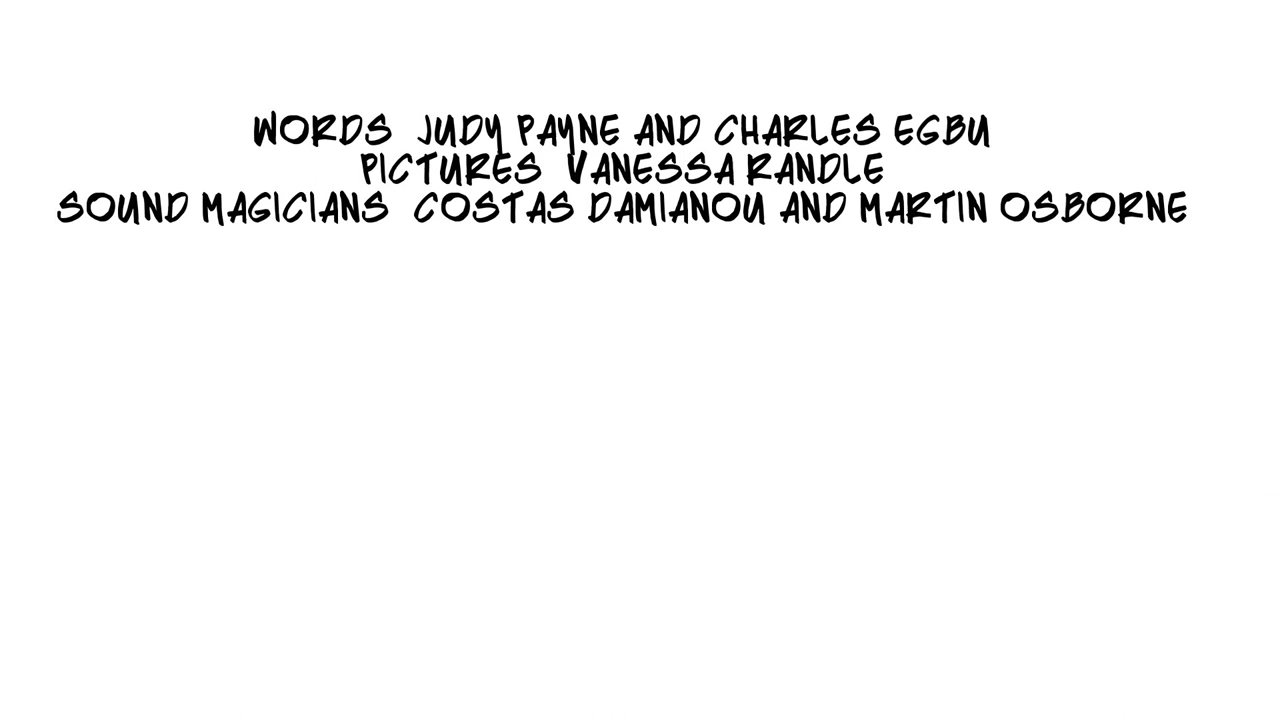 WORDS JUDY PAYNE AND CHARLES EGBU
PICTURES VANESSA RANDLE
SOUND MAGICIANS COSTAS DAMIANOU AND MARTIN OSBORNE